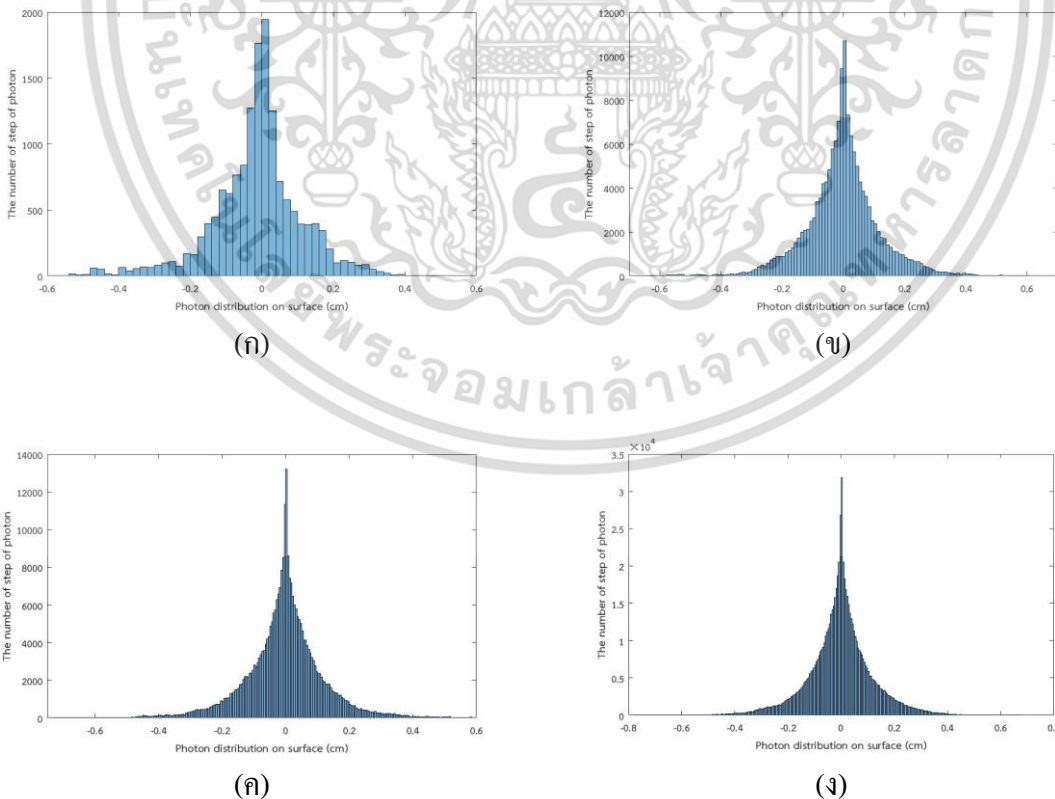 2000
1500
1000
500
0
The number of step of photon
-0.6 -0.4 -0.2 0 0.2 0.4 0.6
Photon distribution on surface (cm)
(ก)
12000
10000
8000
6000
4000
2000
0
The number of step of photon
-0.6 -0.4 -0.2 0 0.2 0.4 0.6
Photon distribution on surface (cm)
(ข)
พระจอมเกล้าเจ้าคุณทหารลาดก
14000
12000
10000
8000
6000
4000
2000
0
The number of step of photon
-0.6 -0.4 -0.2 0 0.2 0.4 0.6
Photon distribution on surface (cm)
(ค)
×10⁴
3.5
3
2.5
2
1.5
1
0.5
0
The number of step of photon
-0.8 -0.6 -0.4 -0.2 0 0.2 0.4 0.6 0.8
Photon distribution on surface (cm)
(ง)